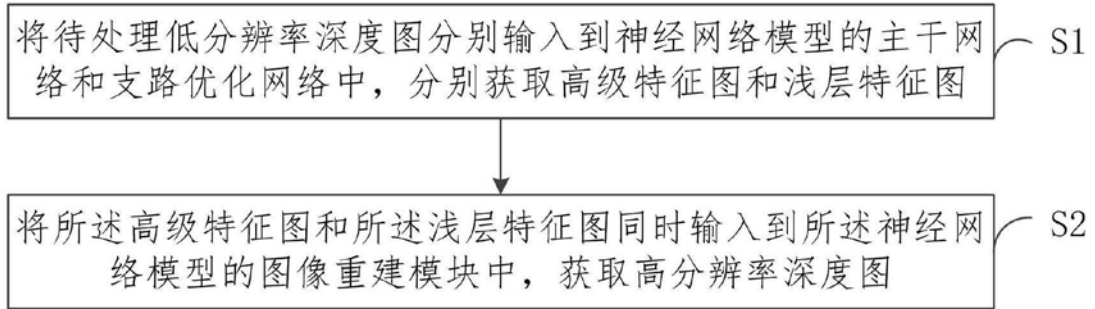 将待处理低分辨率深度图分别输入到神经网络模型的主干网
络和支路优化网络中，分别获取高级特征图和浅层特征图
S1
将所述高级特征图和所述浅层特征图同时输入到所述神经网
络模型的图像重建模块中，获取高分辨率深度图
S2